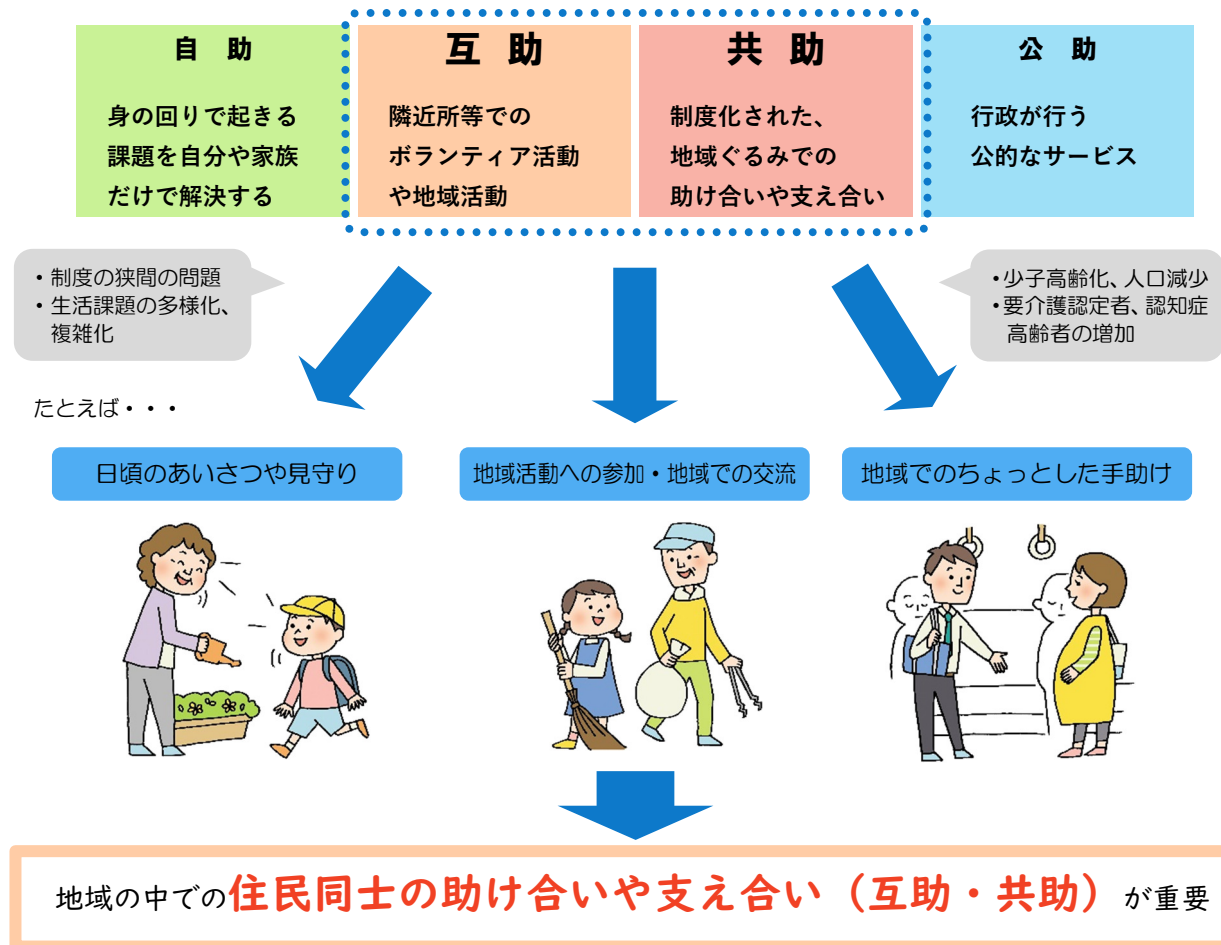 自助
身の回りで起きる
課題を自分や家族
だけで解決する
互助
隣近所等での
ボランティア活動
や地域活動
共助
制度化された、
地域ぐるみでの
助け合いや支え合い
公助
行政が行う
公的なサービス
・制度の狭間の問題
・生活課題の多様化、
複雑化
・少子高齢化、人口減少
・要介護認定者、認知症
高齢者の増加
たとえば・・・
日頃のあいさつや見守り
地域活動への参加・地域での交流
地域でのちょっとした手助け
地域の中での住民同士の助け合いや支え合い（互助・共助）が重要